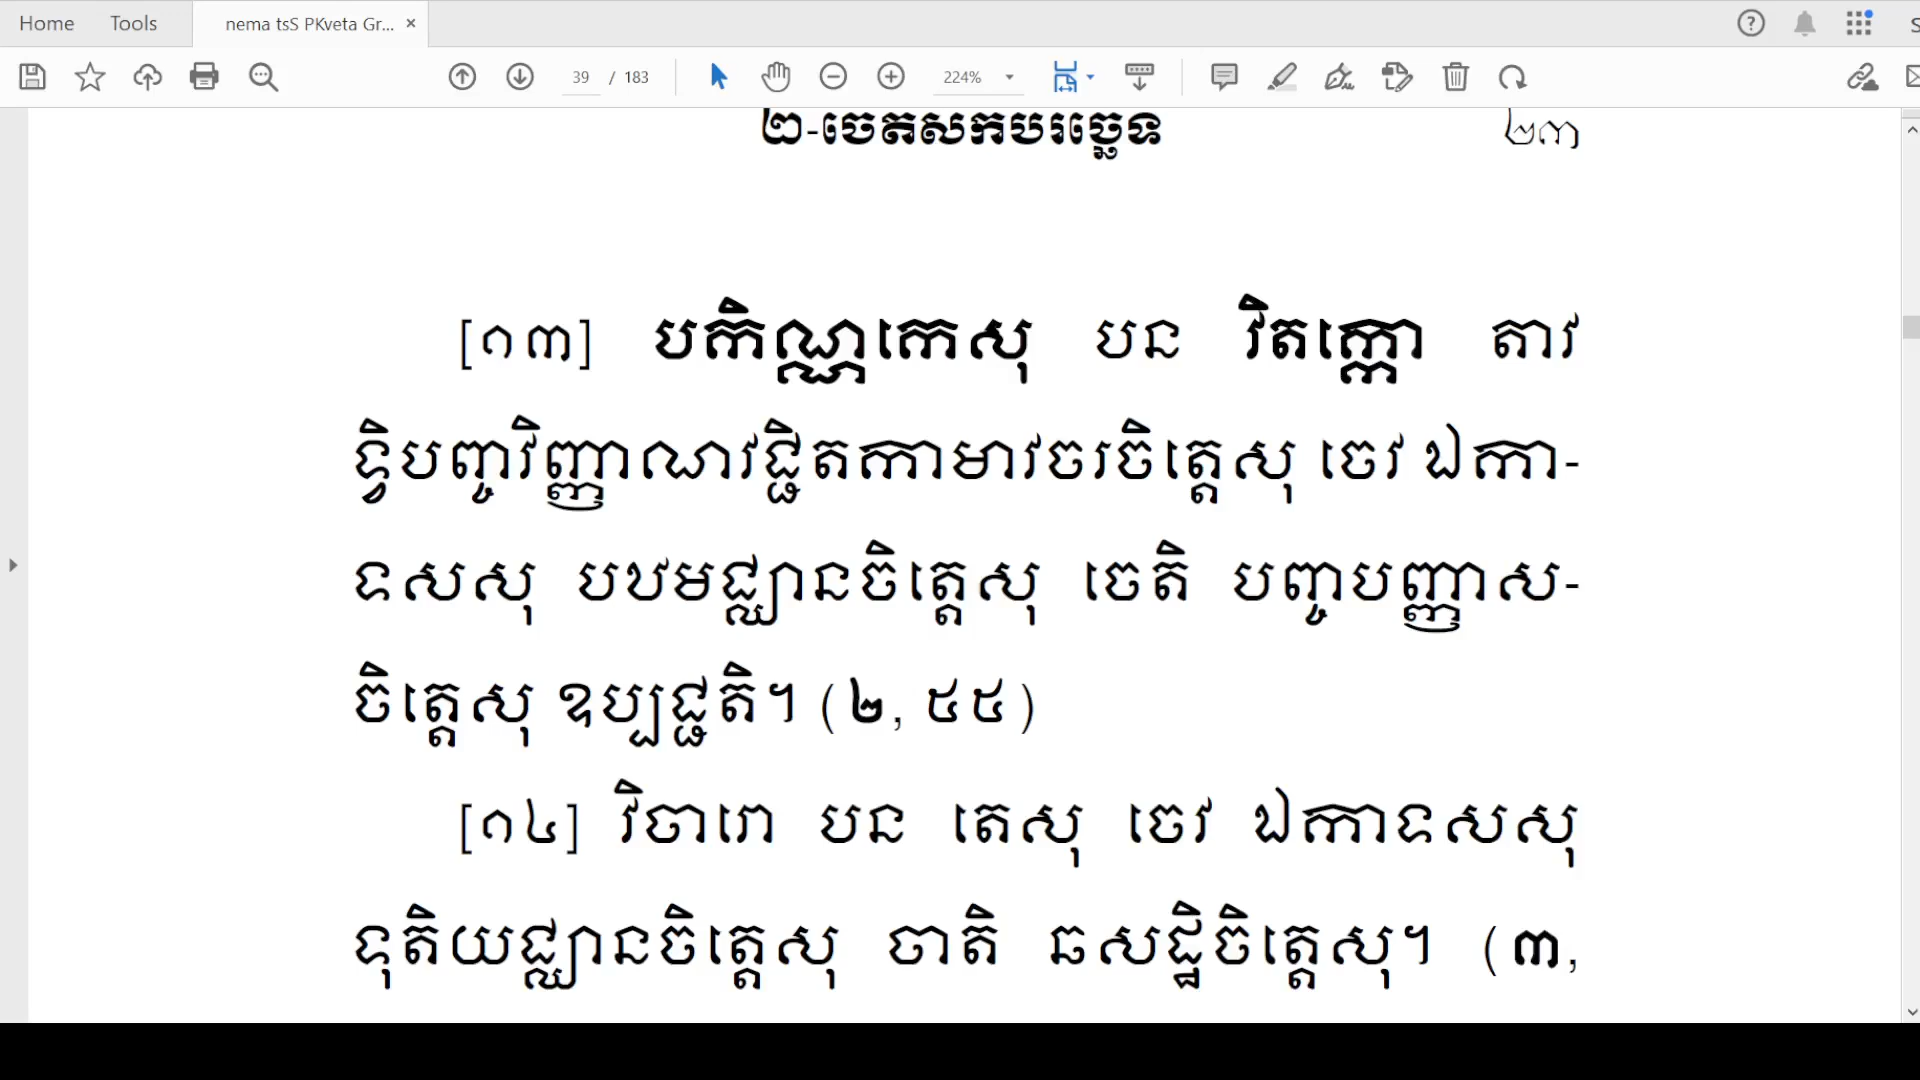 Home Tools nema tsS PKveta Gr... ×
39 / 183 224%
២-ចេតសកបរច្ឆេទ ២៣
[១៣] បកិណ្ណកេសុ បន វិតក្កោ តាវ
ទ្វិបញ្ចវិញ្ញាណវជ្ជិតកាមាវចរចិត្តេសុ ចេវ ឯកា-
ទសសុ បឋមជ្ឈានចិត្តេសុ ចេតិ បញ្ចបញ្ញាស-
ចិត្តេសុ ឧប្បជ្ជតិ។ (២, ៥៥)
[១៤] វិចារោ បន តេសុ ចេវ ឯកាទសសុ
ទុតិយជ្ឈានចិត្តេសុ ចាតិ ឆសដ្ឋិចិត្តេសុ។ (៣,